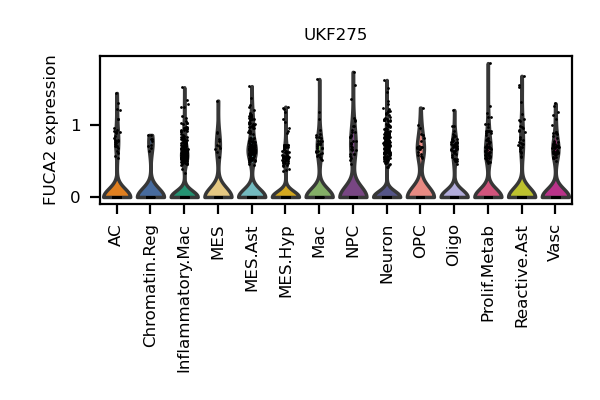 UKF275
FUCA2 expression
1
0
AC
Chromatin.Reg
Inflammatory.Mac
MES
MES.Ast
MES.Hyp
Mac
NPC
Neuron
OPC
Oligo
Prolif.Metab
Reactive.Ast
Vasc